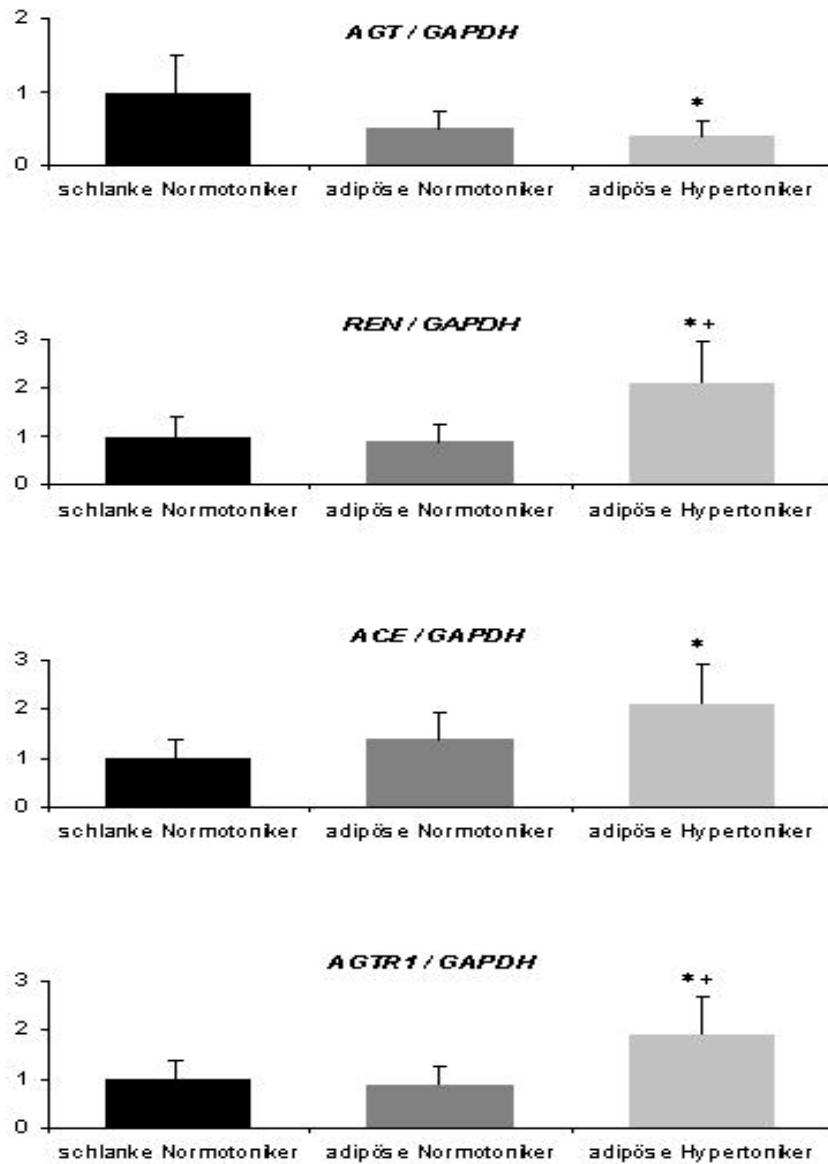 AGT / GAPDH
2
1
*
0
schlanke Normotoniker adipöse Normotoniker adipöse Hypertoniker
REN / GAPDH
* +
3
2
1
0
schlanke Normotoniker adipöse Normotoniker adipöse Hypertoniker
ACE / GAPDH
*
3
2
1
0
schlanke Normotoniker adipöse Normotoniker adipöse Hypertoniker
AGTR1 / GAPDH
* +
3
2
1
0
schlanke Normotoniker adipöse Normotoniker adipöse Hypertoniker